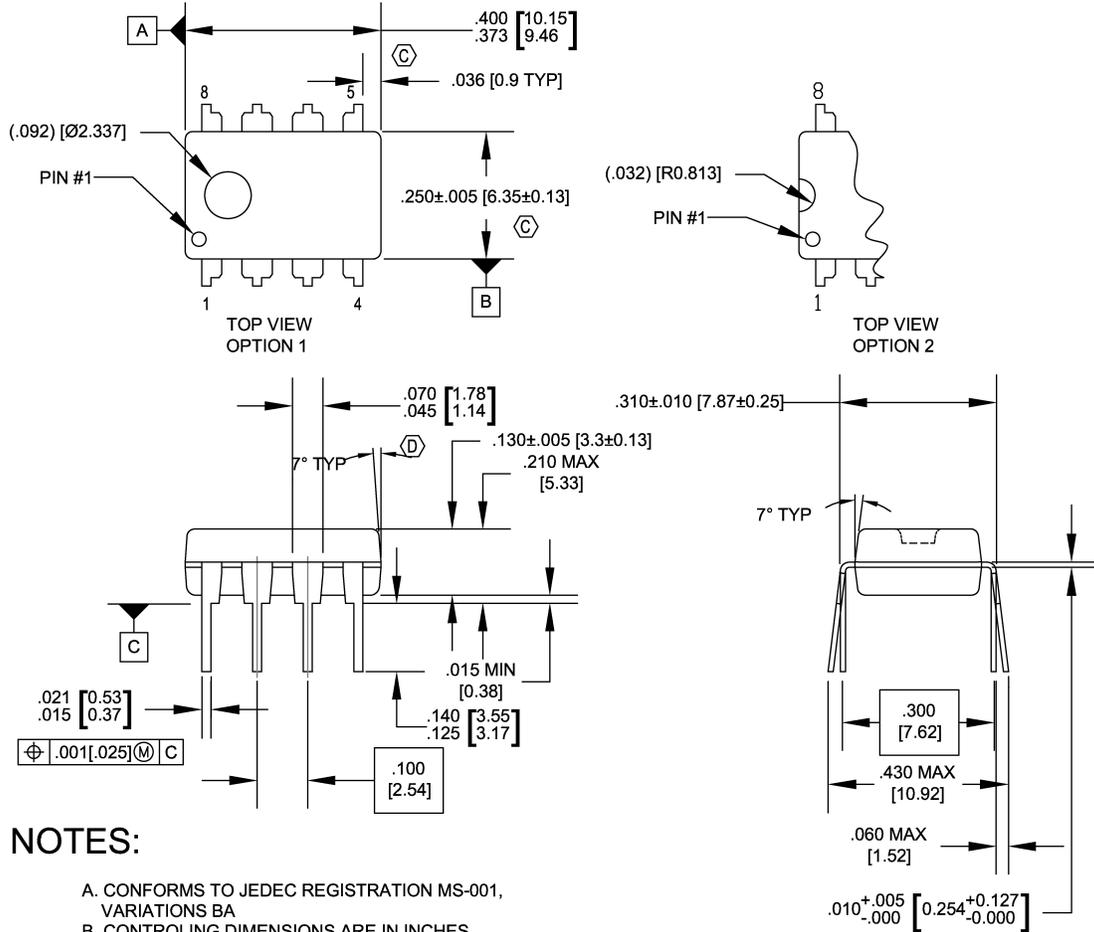 A
.400 [10.15]
.373 [9.46]
C
.036 [0.9 TYP]
8
5
(.092) [Ø2.337]
PIN #1
.250±.005 [6.35±0.13]
C
B
1
4
TOP VIEW
OPTION 1
8
(.032) [R0.813]
PIN #1
1
TOP VIEW
OPTION 2
.070 [1.78]
.045 [1.14]
7° TYP
D
.130±.005 [3.3±0.13]
.210 MAX
[5.33]
C
.015 MIN
[0.38]
.021 [0.53]
.015 [0.37]
.140 [3.55]
.125 [3.17]
⌖ .001[.025]Ⓜ C
.100
[2.54]
.310±.010 [7.87±0.25]
7° TYP
.300
[7.62]
.430 MAX
[10.92]
.060 MAX
[1.52]
.010+.005-.000 [0.254+0.127-0.000]
NOTES:
A. CONFORMS TO JEDEC REGISTRATION MS-001,
VARIATIONS BA
B. CONTROLING DIMENSIONS ARE IN INCHES